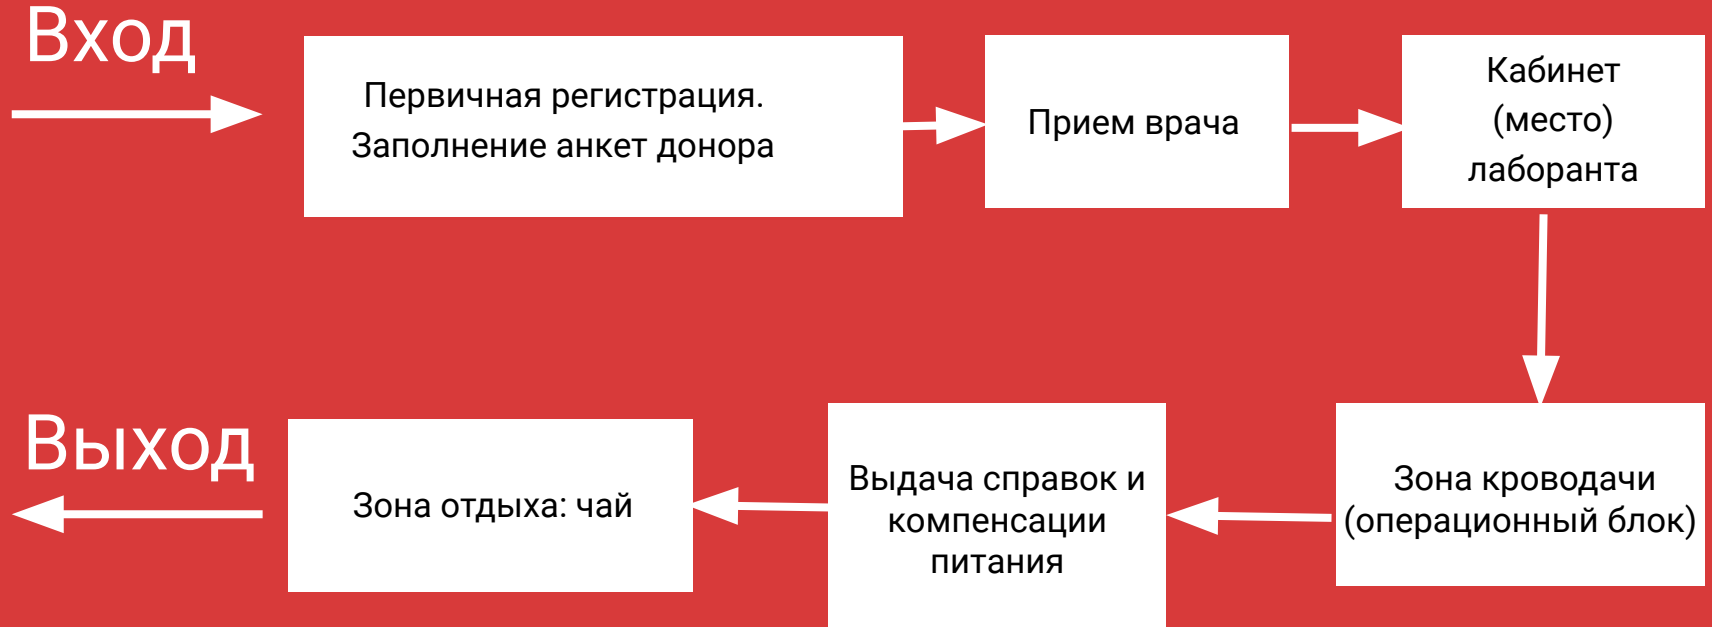 Вход
Первичная регистрация.
Заполнение анкет донора
Прием врача
Кабинет
(место)
лаборанта
Выход
Зона отдыха: чай
Выдача справок и
компенсации
питания
Зона кроводачи
(операционный блок)